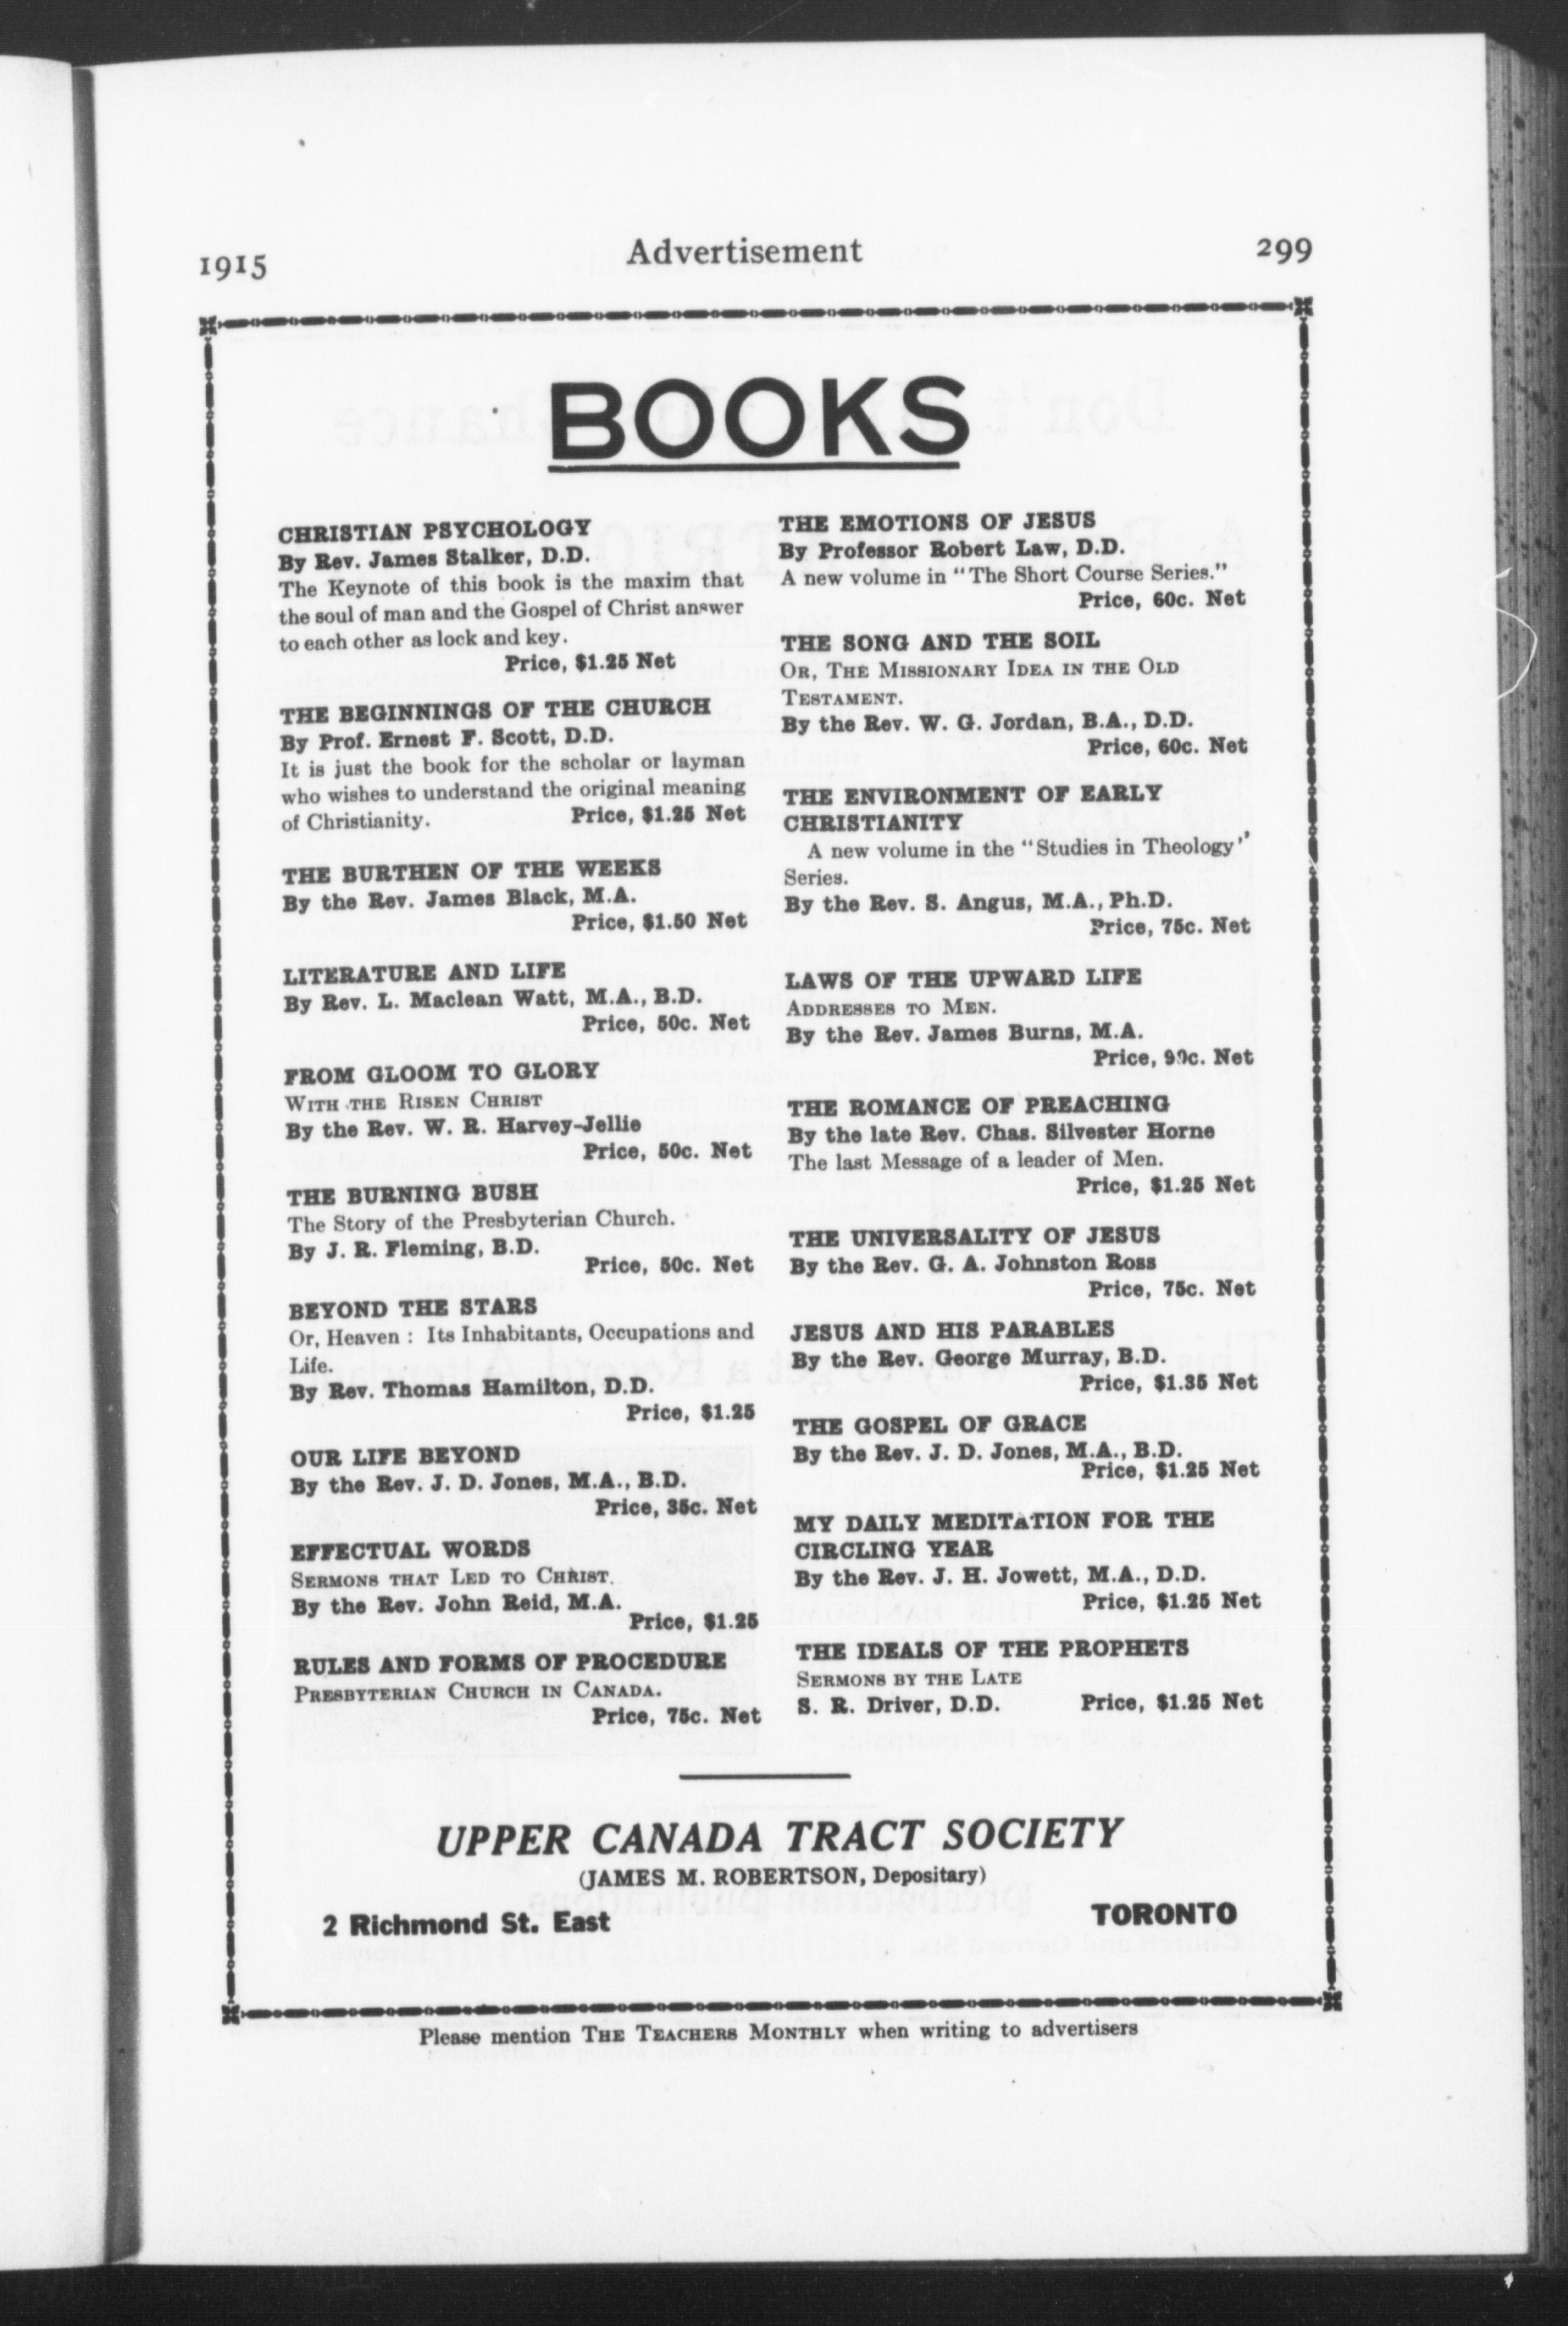 1915
Advertisement
299
BOOKS
CHRISTIAN PSYCHOLOGY
By Rev. James Stalker, D.D.
The Keynote of this book is the maxim that
the soul of man and the Gospel of Christ answer
to each other as lock and key.
Price, $1.25 Net
THE BEGINNINGS OF THE CHURCH
By Prof. Ernest F. Scott, D.D.
It is just the book for the scholar or layman
who wishes to understand the original meaning
of Christianity. Price, $1.25 Net
THE BURTHEN OF THE WEEKS
By the Rev. James Black, M.A.
Price, $1.50 Net
LITERATURE AND LIFE
By Rev. L. Maclean Watt, M.A., B.D.
Price, 50c. Net
FROM GLOOM TO GLORY
WITH THE RISEN CHRIST
By the Rev. W. R. Harvey-Jellie
Price, 50c. Net
THE BURNING BUSH
The Story of the Presbyterian Church.
By J. R. Fleming, B.D.
Price, 50c. Net
BEYOND THE STARS
Or, Heaven : Its Inhabitants, Occupations and
Life.
By Rev. Thomas Hamilton, D.D.
Price, $1.25
OUR LIFE BEYOND
By the Rev. J. D. Jones, M.A., B.D.
Price, 35c. Net
EFFECTUAL WORDS
SERMONS THAT LED TO CHRIST.
By the Rev. John Reid, M.A.
Price, $1.25
RULES AND FORMS OF PROCEDURE
PRESBYTERIAN CHURCH IN CANADA.
Price, 75c. Net
THE EMOTIONS OF JESUS
By Professor Robert Law, D.D.
A new volume in "The Short Course Series."
Price, 60c. Net
THE SONG AND THE SOIL
OR, THE MISSIONARY IDEA IN THE OLD
TESTAMENT.
By the Rev. W. G. Jordan, B.A., D.D.
Price, 60c. Net
THE ENVIRONMENT OF EARLY
CHRISTIANITY
A new volume in the "Studies in Theology"
Series.
By the Rev. S. Angus, M.A., Ph.D.
Price, 75c. Net
LAWS OF THE UPWARD LIFE
ADDRESSES TO MEN.
By the Rev. James Burns, M.A.
Price, 90c. Net
THE ROMANCE OF PREACHING
By the late Rev. Chas. Silvester Horne
The last Message of a leader of Men.
Price, $1.25 Net
THE UNIVERSALITY OF JESUS
By the Rev. G. A. Johnston Ross
Price, 75c. Net
JESUS AND HIS PARABLES
By the Rev. George Murray, B.D.
Price, $1.35 Net
THE GOSPEL OF GRACE
By the Rev. J. D. Jones, M.A., B.D.
Price, $1.25 Net
MY DAILY MEDITATION FOR THE
CIRCLING YEAR
By the Rev. J. H. Jowett, M.A., D.D.
Price, $1.25 Net
THE IDEALS OF THE PROPHETS
SERMONS BY THE LATE
S. R. Driver, D.D. Price, $1.25 Net
UPPER CANADA TRACT SOCIETY
(JAMES M. ROBERTSON, Depositary)
2 Richmond St. East
TORONTO
Please mention THE TEACHERS MONTHLY when writing to advertisers